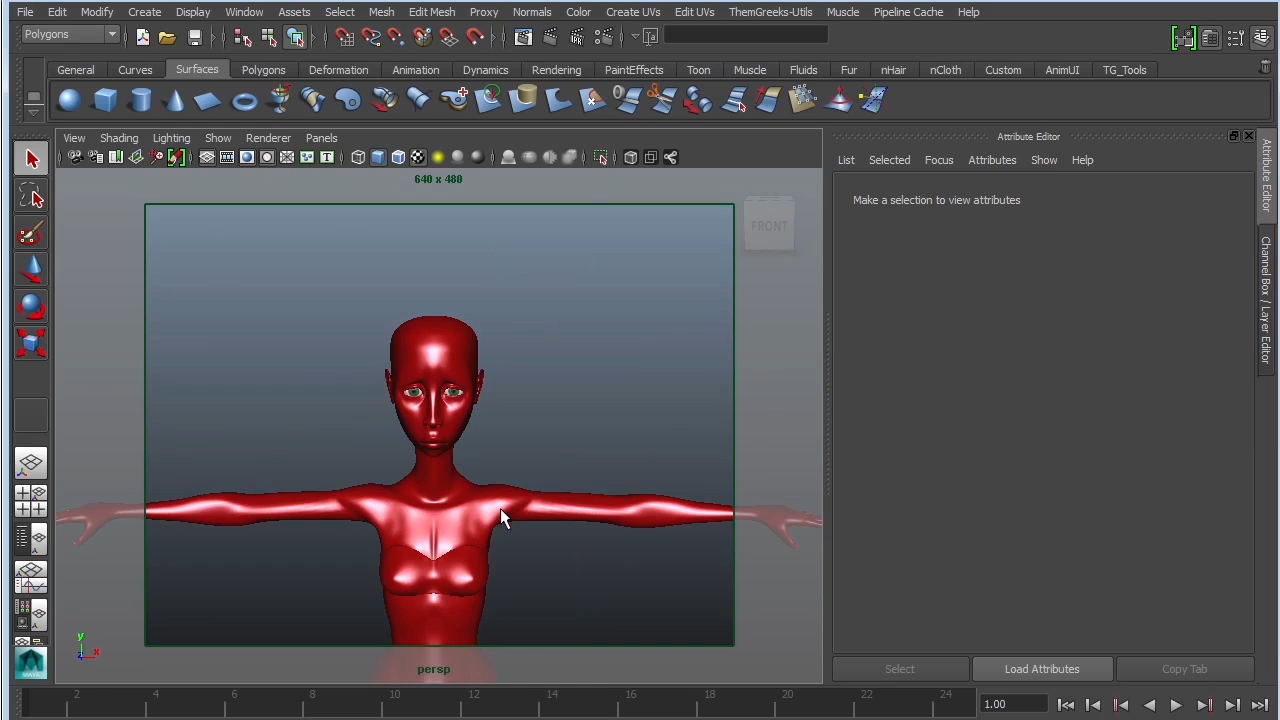 File Edit Modify Create Display Window Assets Select Mesh Edit Mesh Proxy Normals Color Create UVs Edit UVs ThemGreeks-Utils Muscle Pipeline Cache Help
Polygons
General Curves Surfaces Polygons Deformation Animation Dynamics Rendering PaintEffects Toon Muscle Fluids Fur nHair nCloth Custom AnimUI TG_Tools
View Shading Lighting Show Renderer Panels
Attribute Editor
List Selected Focus Attributes Show Help
640 x 480
Make a selection to view attributes
FRONT
Attribute Editor
Channel Box / Layer Editor
y
x
persp
Select Load Attributes Copy Tab
2 4 6 8 10 12 14 16 18 20 22 24
1.00